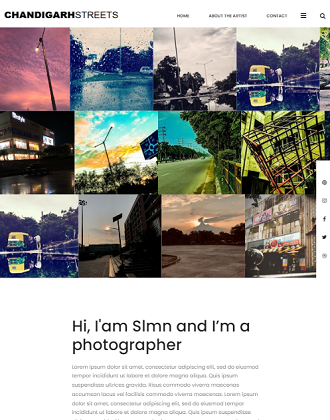 CHANDIGARHSTREETS
HOME ABOUT THE ARTIST CONTACT
Hi, I'am SImn and I'm a
photographer
Lorem ipsum dolor sit amet, consectetur adipiscing elit, sed do eiusmod
tempor incididunt ut labore et dolore magna aliqua. Quis ipsum
suspendisse ultrices gravida. Risus commodo viverra maecenas
accumsan lacus vel facilisis commodo viverra maecenas. Lorem ipsum
dolor sit amet, consectetur adipiscing elit, sed do eiusmod tempor
incididunt ut labore et dolore magna aliqua. Quis ipsum